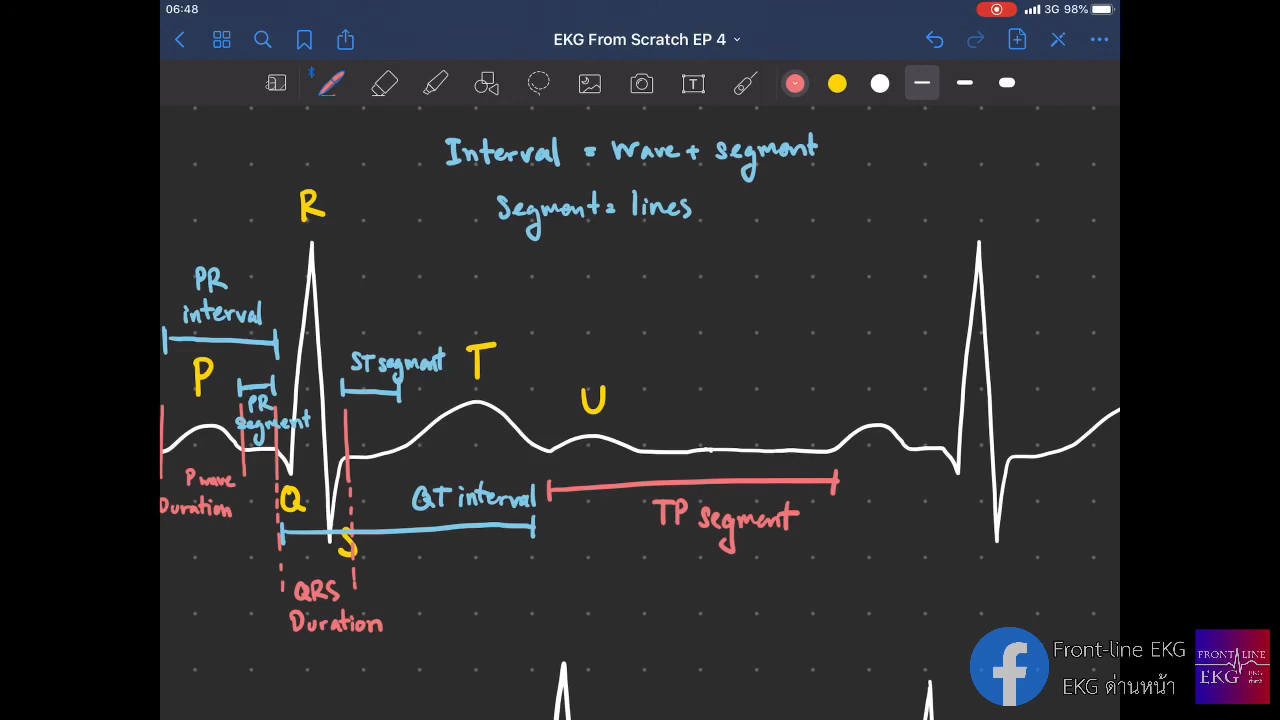 06:48
3G 98%
EKG From Scratch EP 4
T
Interval = wave + segment
segment = lines
R
PR
interval
P
PR
segment
ST segment
T
U
P wave
Duration
Q
S
QT interval
TP segment
QRS
Duration
Front-line EKG
EKG ด่านหน้า
FRONT LINE
EKG